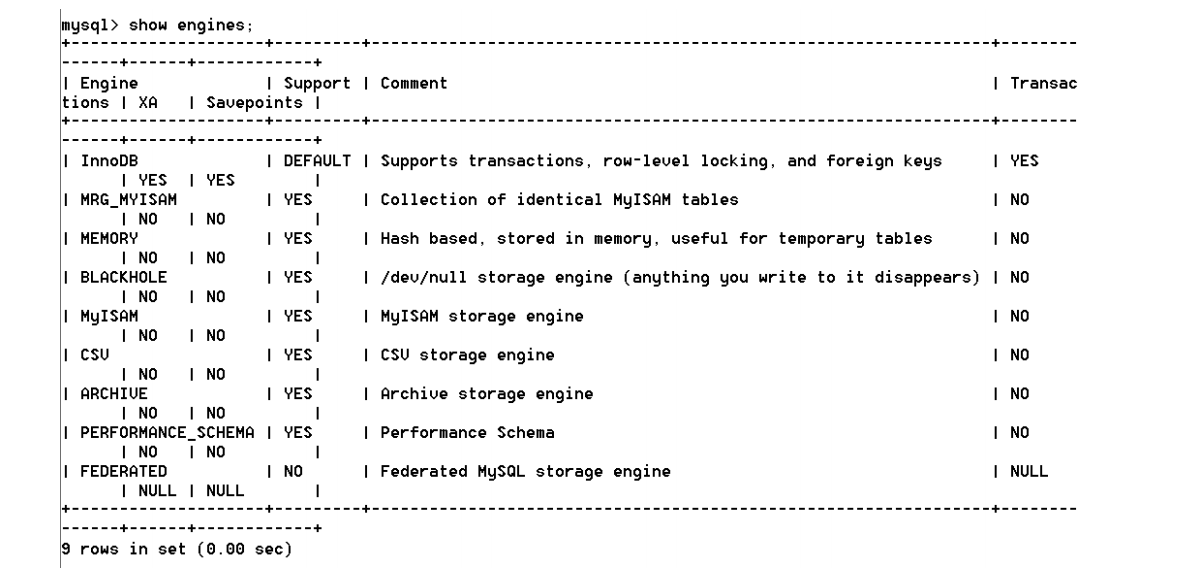 mysql> show engines;
+--------------------+---------+----------------------------------------------------------------+--------
------+------+------------+
| Engine             | Support | Comment                                                        | Transac
tions | XA   | Savepoints |
+--------------------+---------+----------------------------------------------------------------+--------
------+------+------------+
| InnoDB             | DEFAULT | Supports transactions, row-level locking, and foreign keys     | YES
      | YES  | YES        |
| MRG_MYISAM         | YES     | Collection of identical MyISAM tables                          | NO
      | NO   | NO         |
| MEMORY             | YES     | Hash based, stored in memory, useful for temporary tables      | NO
      | NO   | NO         |
| BLACKHOLE          | YES     | /dev/null storage engine (anything you write to it disappears) | NO
      | NO   | NO         |
| MyISAM             | YES     | MyISAM storage engine                                          | NO
      | NO   | NO         |
| CSV                | YES     | CSV storage engine                                             | NO
      | NO   | NO         |
| ARCHIVE            | YES     | Archive storage engine                                         | NO
      | NO   | NO         |
| PERFORMANCE_SCHEMA | YES     | Performance Schema                                             | NO
      | NO   | NO         |
| FEDERATED          | NO      | Federated MySQL storage engine                                 | NULL
      | NULL | NULL       |
+--------------------+---------+----------------------------------------------------------------+--------
------+------+------------+
9 rows in set (0.00 sec)